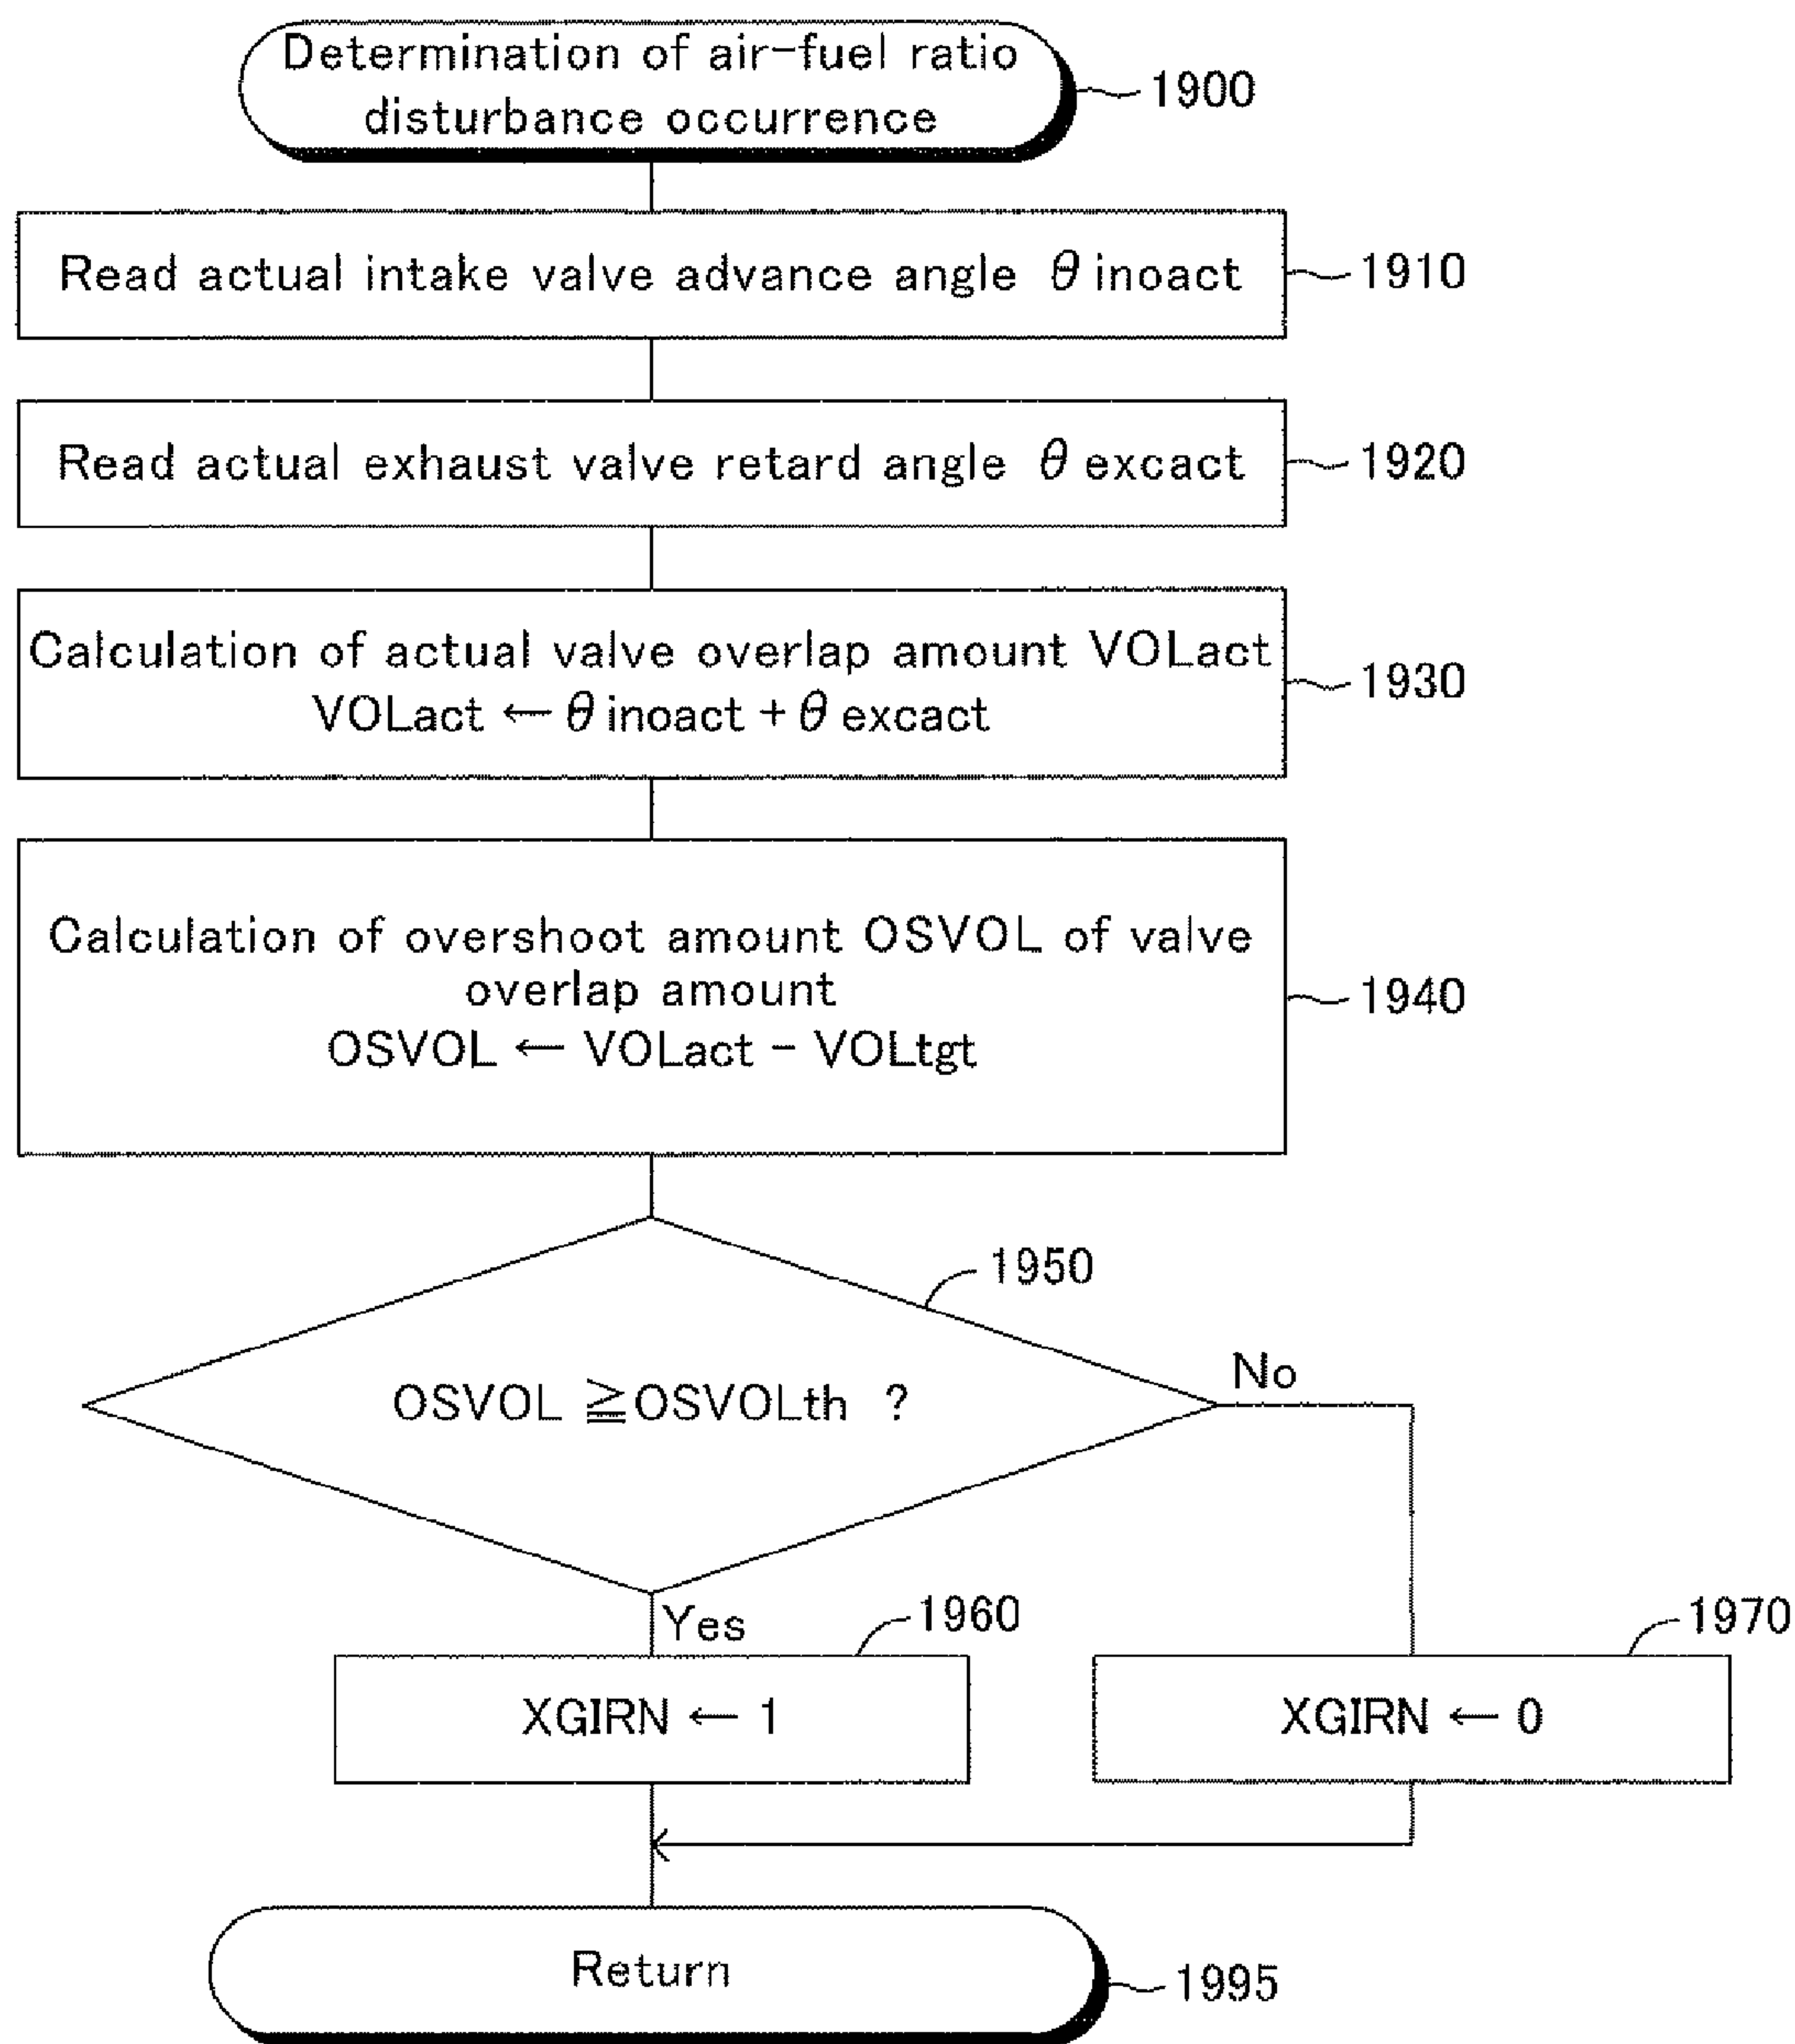 Determination of air-fuel ratio
disturbance occurrence
1900
Read actual intake valve advance angle θ inoact
1910
Read actual exhaust valve retard angle θ excact
1920
Calculation of actual valve overlap amount VOLact
VOLact ← θ inoact + θ excact
1930
Calculation of overshoot amount OSVOL of valve
overlap amount
OSVOL ← VOLact - VOLtgt
1940
1950
OSVOL ≧OSVOLth ?
No
Yes
1960
XGIRN ← 1
1970
XGIRN ← 0
Return
1995